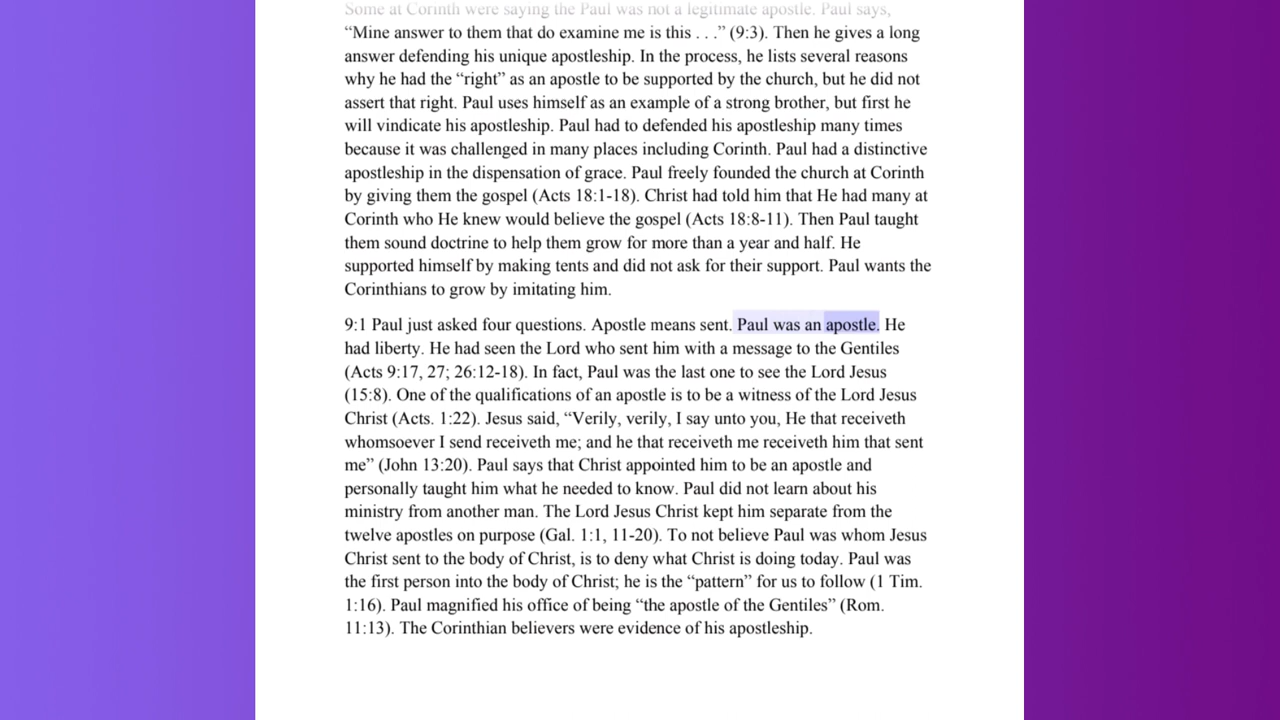 Some at Corinth were saying the Paul was not a legitimate apostle. Paul says,
“Mine answer to them that do examine me is this . . .” (9:3). Then he gives a long
answer defending his unique apostleship. In the process, he lists several reasons
why he had the “right” as an apostle to be supported by the church, but he did not
assert that right. Paul uses himself as an example of a strong brother, but first he
will vindicate his apostleship. Paul had to defended his apostleship many times
because it was challenged in many places including Corinth. Paul had a distinctive
apostleship in the dispensation of grace. Paul freely founded the church at Corinth
by giving them the gospel (Acts 18:1-18). Christ had told him that He had many at
Corinth who He knew would believe the gospel (Acts 18:8-11). Then Paul taught
them sound doctrine to help them grow for more than a year and half. He
supported himself by making tents and did not ask for their support. Paul wants the
Corinthians to grow by imitating him.
9:1 Paul just asked four questions. Apostle means sent. Paul was an apostle. He
had liberty. He had seen the Lord who sent him with a message to the Gentiles
(Acts 9:17, 27; 26:12-18). In fact, Paul was the last one to see the Lord Jesus
(15:8). One of the qualifications of an apostle is to be a witness of the Lord Jesus
Christ (Acts. 1:22). Jesus said, “Verily, verily, I say unto you, He that receiveth
whomsoever I send receiveth me; and he that receiveth me receiveth him that sent
me” (John 13:20). Paul says that Christ appointed him to be an apostle and
personally taught him what he needed to know. Paul did not learn about his
ministry from another man. The Lord Jesus Christ kept him separate from the
twelve apostles on purpose (Gal. 1:1, 11-20). To not believe Paul was whom Jesus
Christ sent to the body of Christ, is to deny what Christ is doing today. Paul was
the first person into the body of Christ; he is the “pattern” for us to follow (1 Tim.
1:16). Paul magnified his office of being “the apostle of the Gentiles” (Rom.
11:13). The Corinthian believers were evidence of his apostleship.